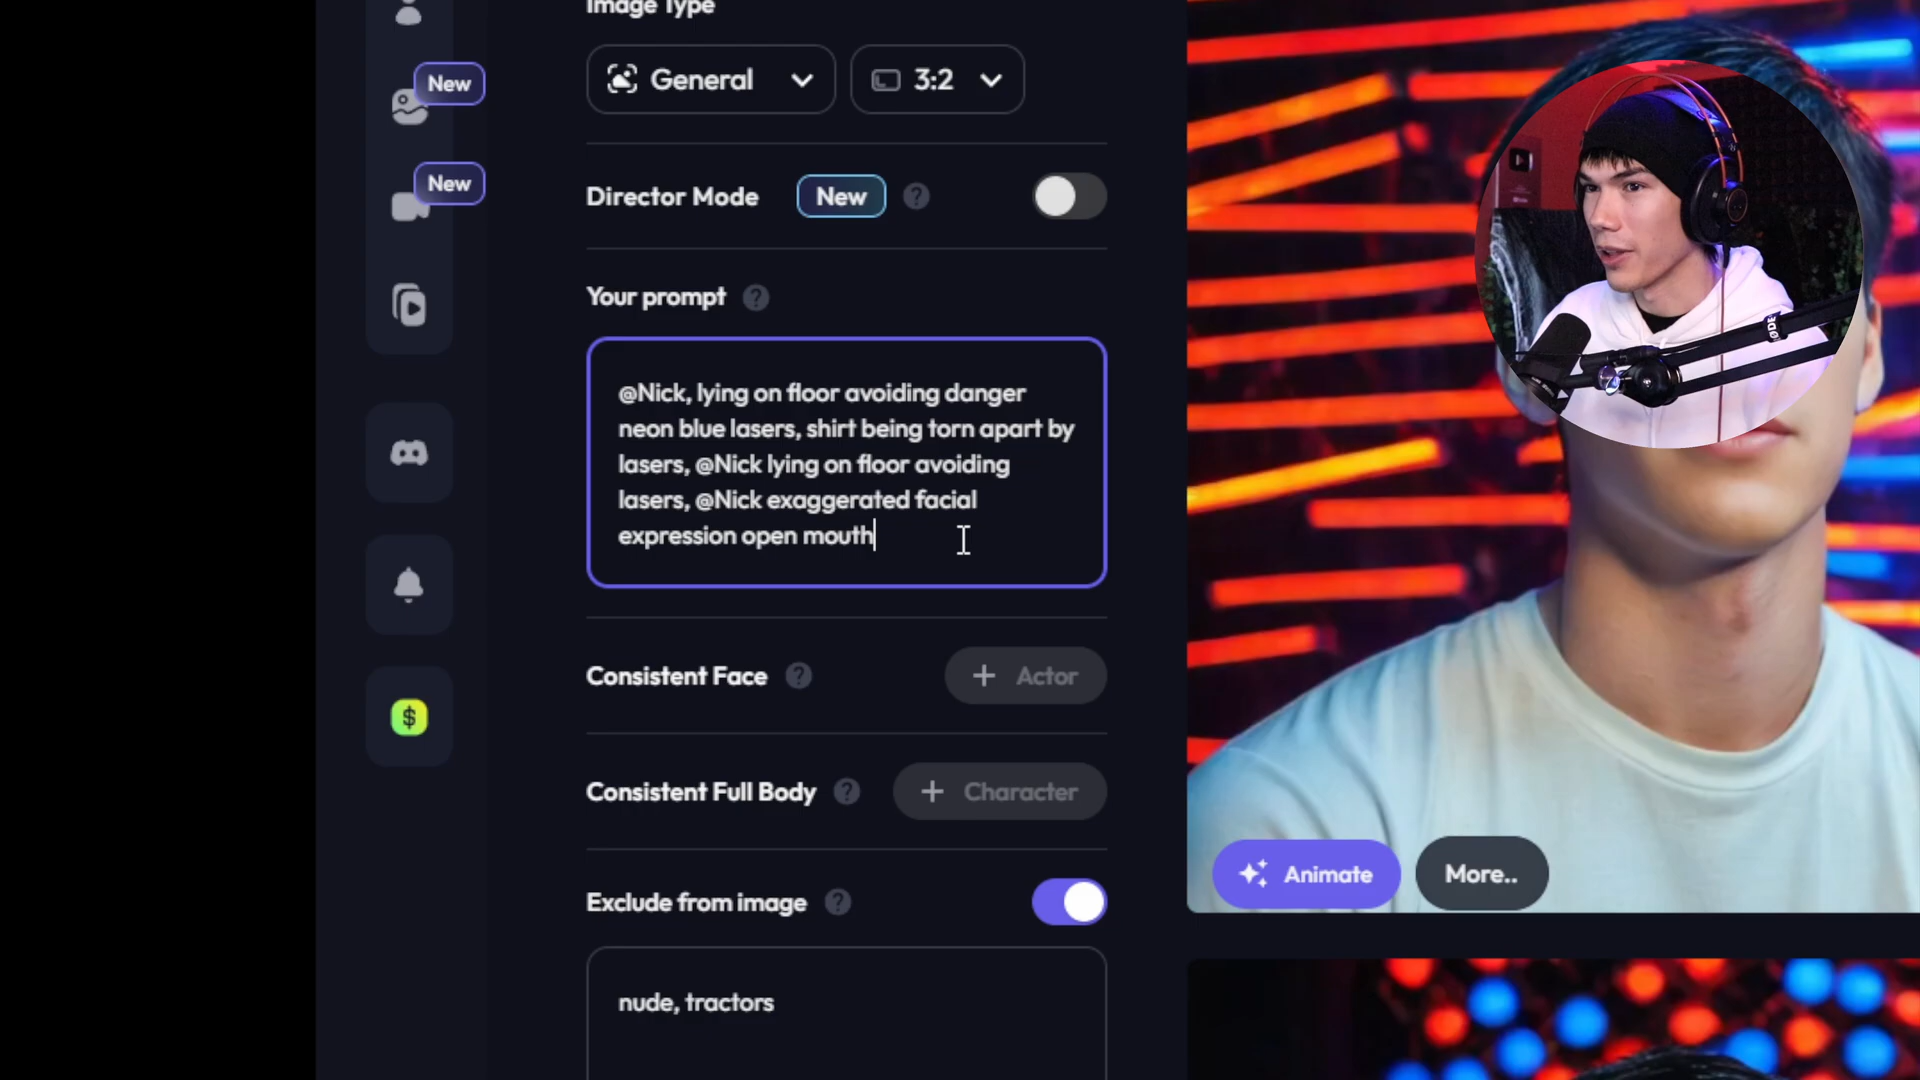 Image Type
New
General
3:2
New
Director Mode
New
?
Your prompt
?
@Nick, lying on floor avoiding danger
neon blue lasers, shirt being torn apart by
lasers, @Nick lying on floor avoiding
lasers, @Nick exaggerated facial
expression open mouth
Consistent Face
?
+ Actor
$
Consistent Full Body
?
+ Character
Animate
More..
Exclude from image
?
nude, tractors
RØDE